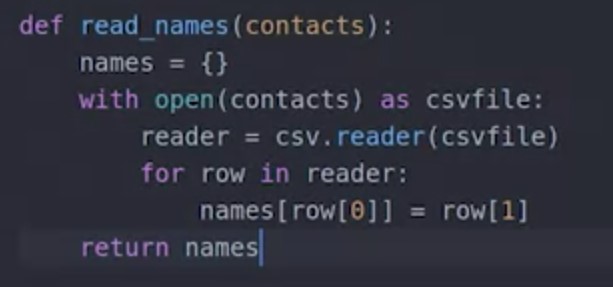 def read_names(contacts):
    names = {}
    with open(contacts) as csvfile:
        reader = csv.reader(csvfile)
        for row in reader:
            names[row[0]] = row[1]
    return names